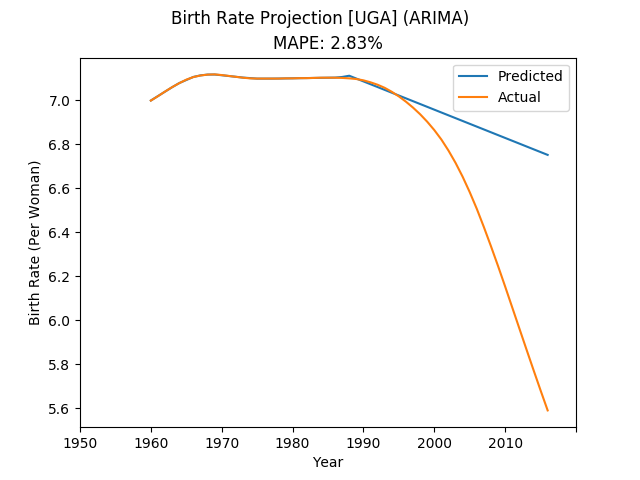 Birth Rate Projection [UGA] (ARIMA)
MAPE: 2.83%
Predicted
Actual
Birth Rate (Per Woman)
7.0
6.8
6.6
6.4
6.2
6.0
5.8
5.6
1950 1960 1970 1980 1990 2000 2010
Year